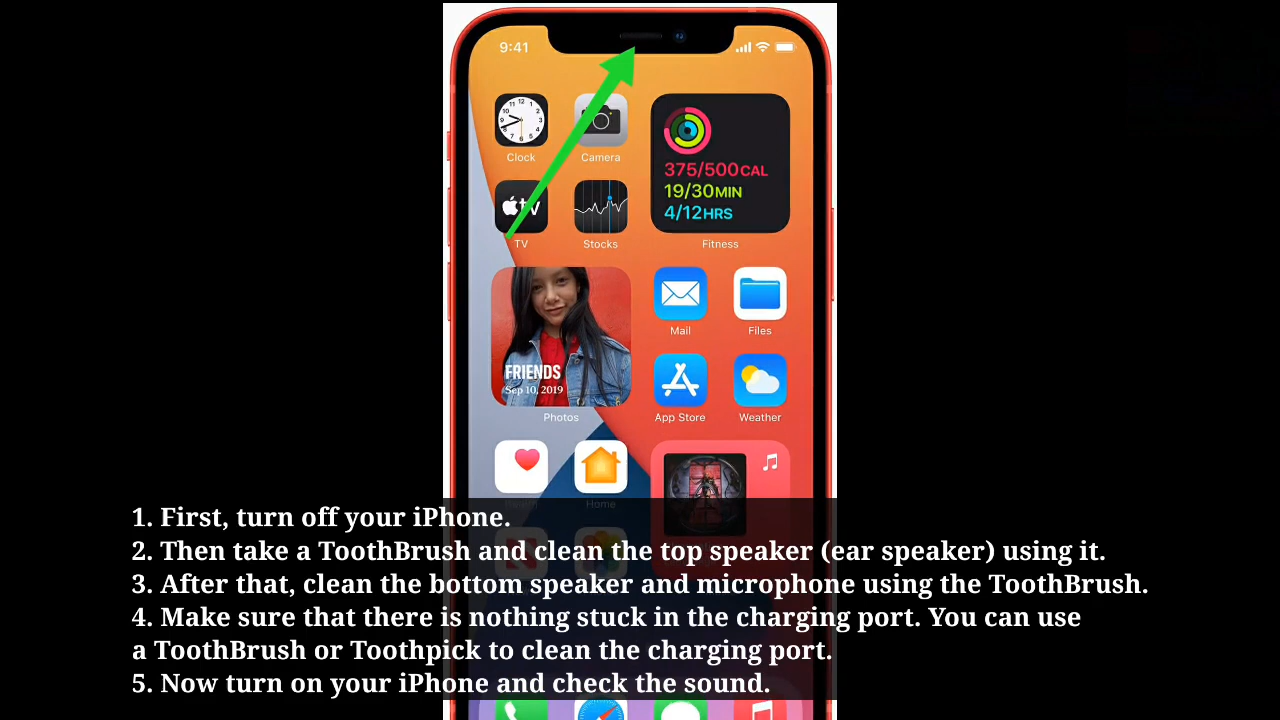 9:41
Clock
Camera
375/500CAL
19/30MIN
4/12HRS
tv
TV
Stocks
Fitness
Mail
Files
FRIENDS
Sep 10, 2019
Photos
App Store
Weather
Home
1. First, turn off your iPhone.
2. Then take a ToothBrush and clean the top speaker (ear speaker) using it.
3. After that, clean the bottom speaker and microphone using the ToothBrush.
4. Make sure that there is nothing stuck in the charging port. You can use
a ToothBrush or Toothpick to clean the charging port.
5. Now turn on your iPhone and check the sound.